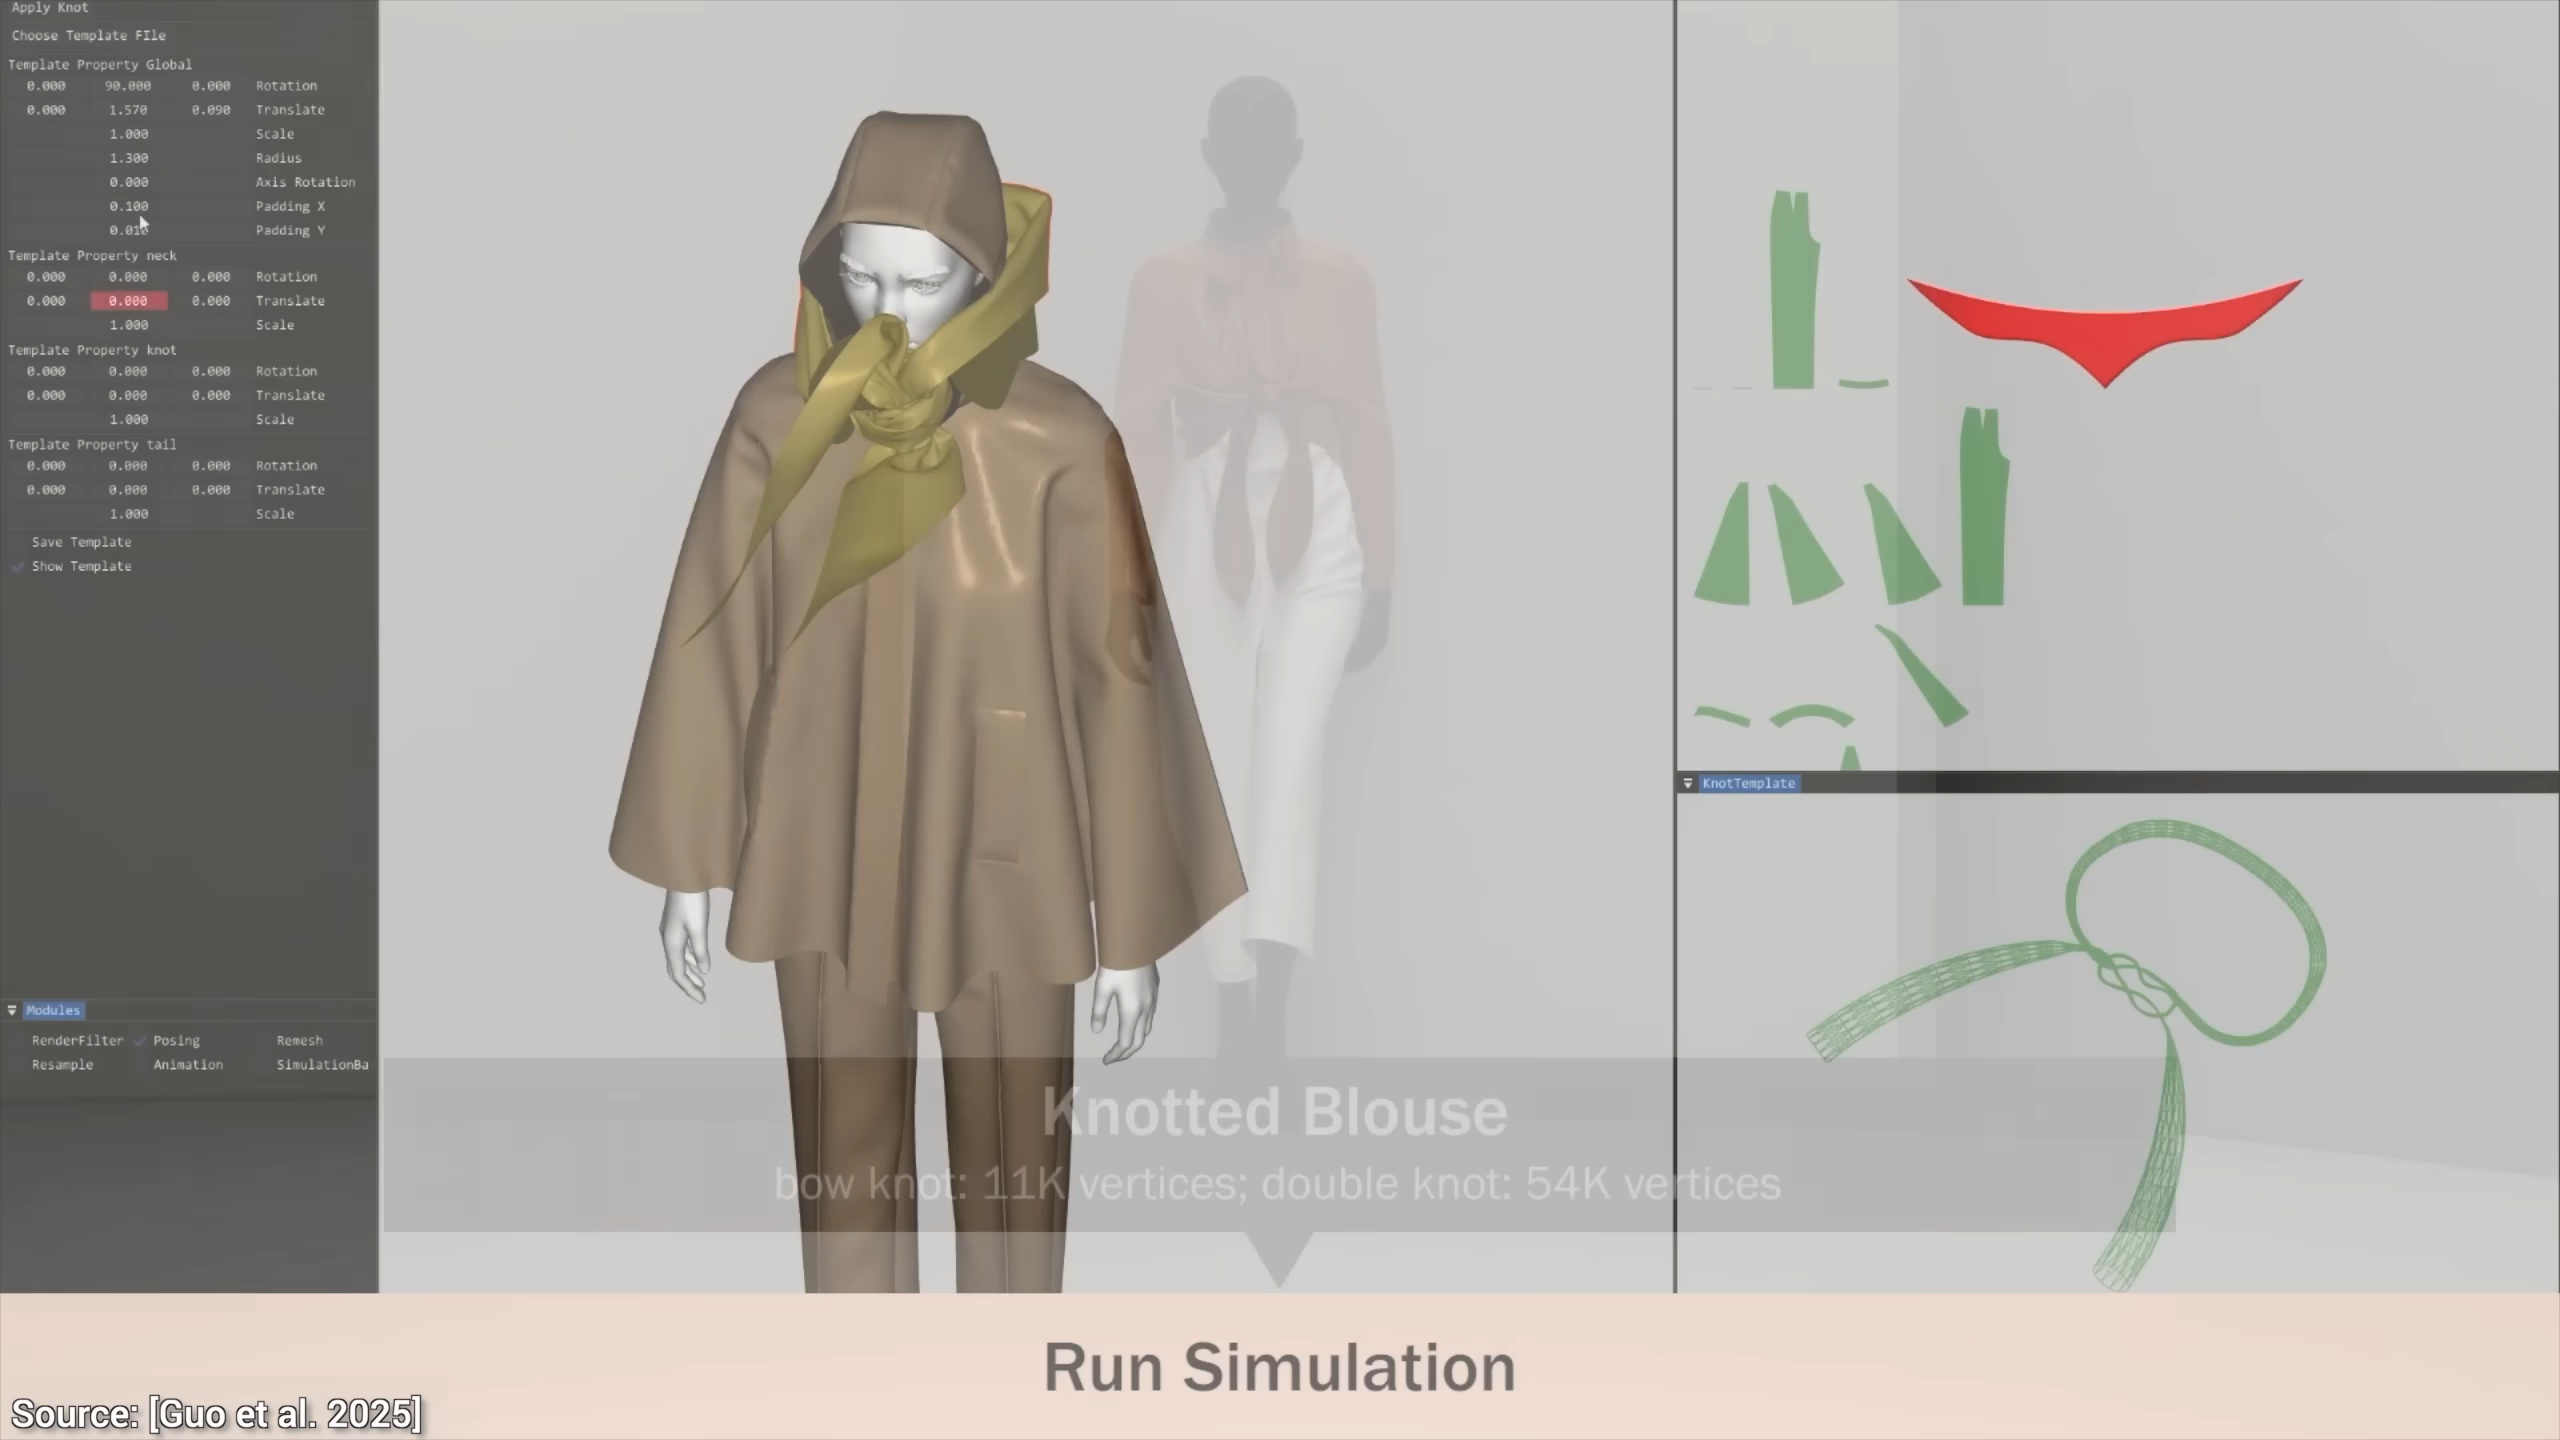 Apply Knot
Choose Template FIle
Template Property Global
0.000 90.000 0.000 Rotation
0.000 1.570 0.090 Translate
1.000 Scale
1.300 Radius
0.000 Axis Rotation
0.100 Padding X
0.010 Padding Y
Template Property neck
0.000 0.000 0.000 Rotation
0.000 0.000 0.000 Translate
1.000 Scale
Template Property knot
0.000 0.000 0.000 Rotation
0.000 0.000 0.000 Translate
1.000 Scale
Template Property tail
0.000 0.000 0.000 Rotation
0.000 0.000 0.000 Translate
1.000 Scale
Save Template
Show Template
KnotTemplate
Modules
RenderFilter Posing Remesh
Resample Animation SimulationBa
Knotted Blouse
bow knot: 11K vertices; double knot: 54K vertices
Run Simulation
Source: [Guo et al. 2025]